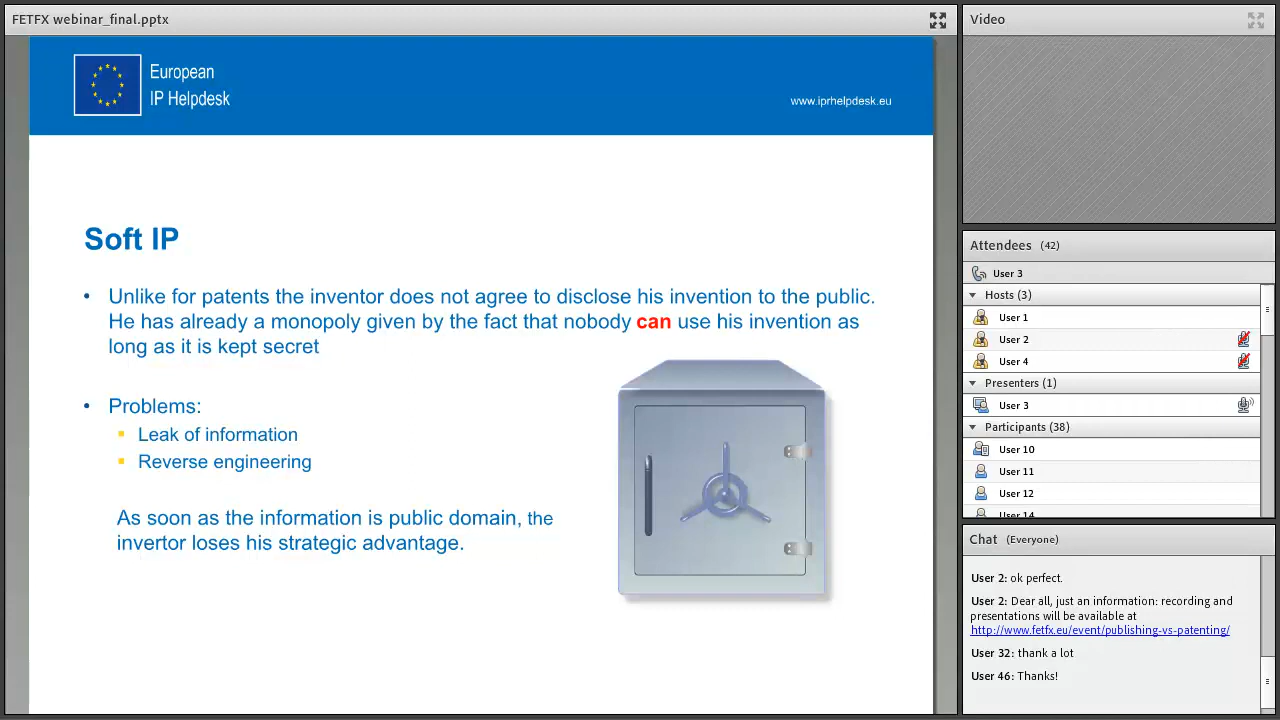 FETFX webinar_final.pptx
European
IP Helpdesk
www.iprhelpdesk.eu
Soft IP
• Unlike for patents the inventor does not agree to disclose his invention to the public.
He has already a monopoly given by the fact that nobody can use his invention as
long as it is kept secret
• Problems:
Leak of information
Reverse engineering
As soon as the information is public domain, the
invertor loses his strategic advantage.
Video
Attendees (42)
User 3
Hosts (3)
User 1
User 2
User 4
Presenters (1)
User 3
Participants (38)
User 10
User 11
User 12
User 14
Chat (Everyone)
User 2: ok perfect.
User 2: Dear all, just an information: recording and
presentations will be available at
http://www.fetfx.eu/event/publishing-vs-patenting/
User 32: thank a lot
User 46: Thanks!